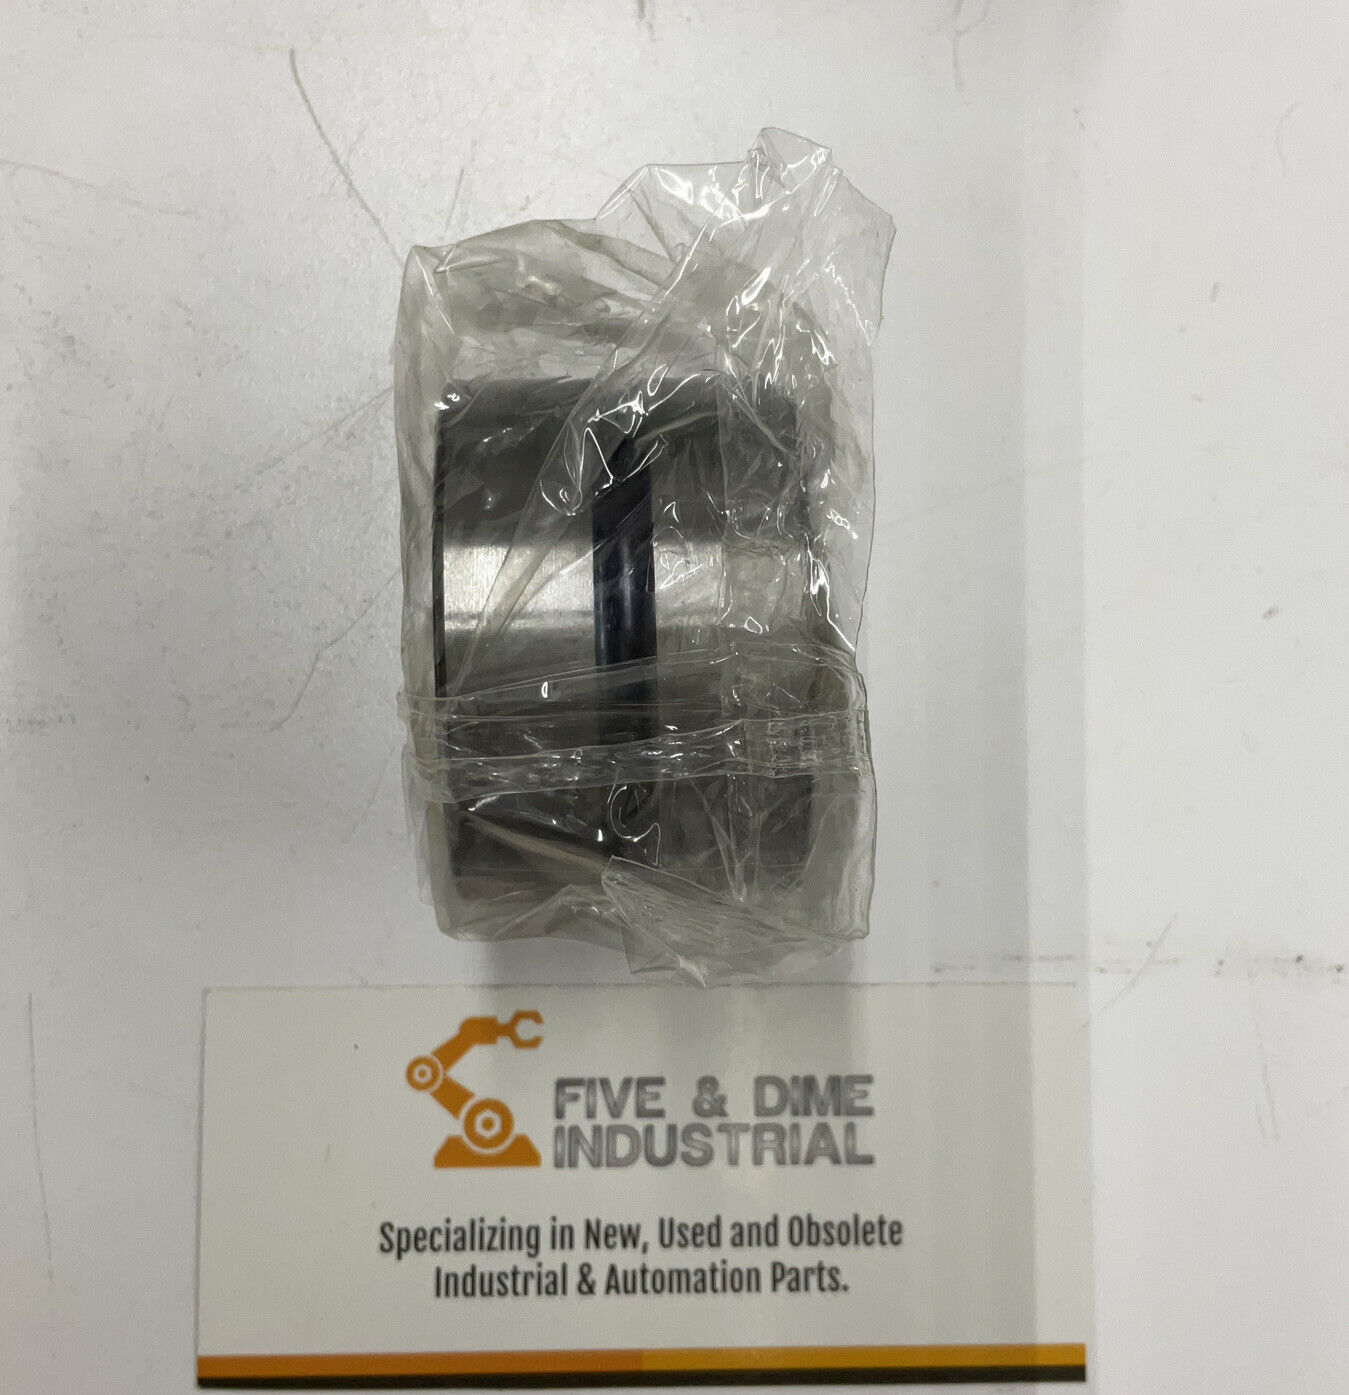 FIVE & DIME
INDUSTRIAL
Specializing in New, Used and Obsolete
Industrial & Automation Parts.